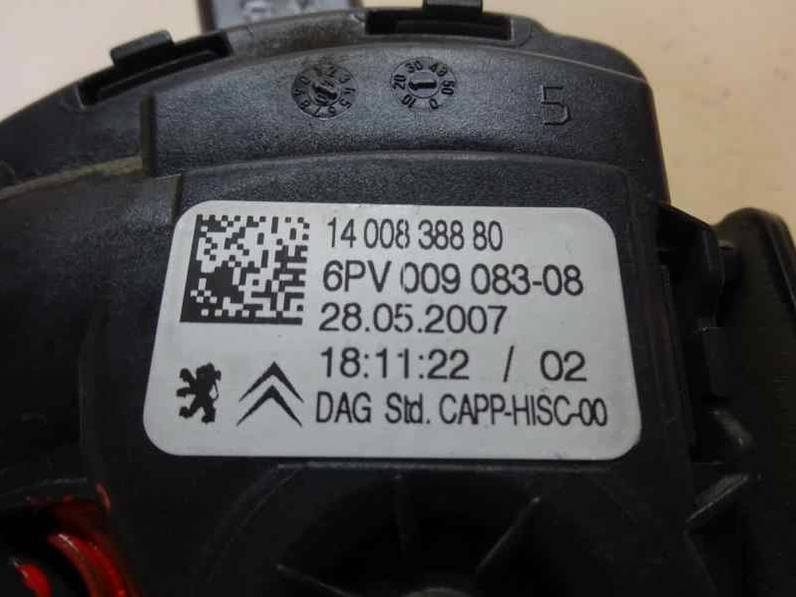 5
14 008 388 80
6PV 009 083-08
28.05.2007
18:11:22 / 02
DAG Std. CAPP-HISC-00